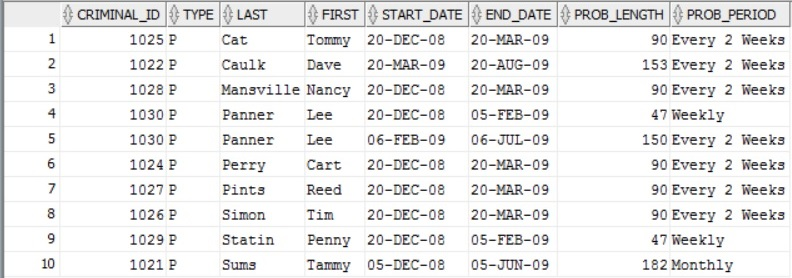 CRIMINAL_ID TYPE LAST FIRST START_DATE END_DATE PROB_LENGTH PROB_PERIOD
1 1025 P Cat Tommy 20-DEC-08 20-MAR-09 90 Every 2 Weeks
2 1022 P Caulk Dave 20-MAR-09 20-AUG-09 153 Every 2 Weeks
3 1028 P Mansville Nancy 20-DEC-08 20-MAR-09 90 Every 2 Weeks
4 1030 P Panner Lee 20-DEC-08 05-FEB-09 47 Weekly
5 1030 P Panner Lee 06-FEB-09 06-JUL-09 150 Every 2 Weeks
6 1024 P Perry Cart 20-DEC-08 20-MAR-09 90 Every 2 Weeks
7 1027 P Pints Reed 20-DEC-08 20-MAR-09 90 Every 2 Weeks
8 1026 P Simon Tim 20-DEC-08 20-MAR-09 90 Every 2 Weeks
9 1029 P Statin Penny 20-DEC-08 05-FEB-09 47 Weekly
10 1021 P Sums Tammy 05-DEC-08 05-JUN-09 182 Monthly